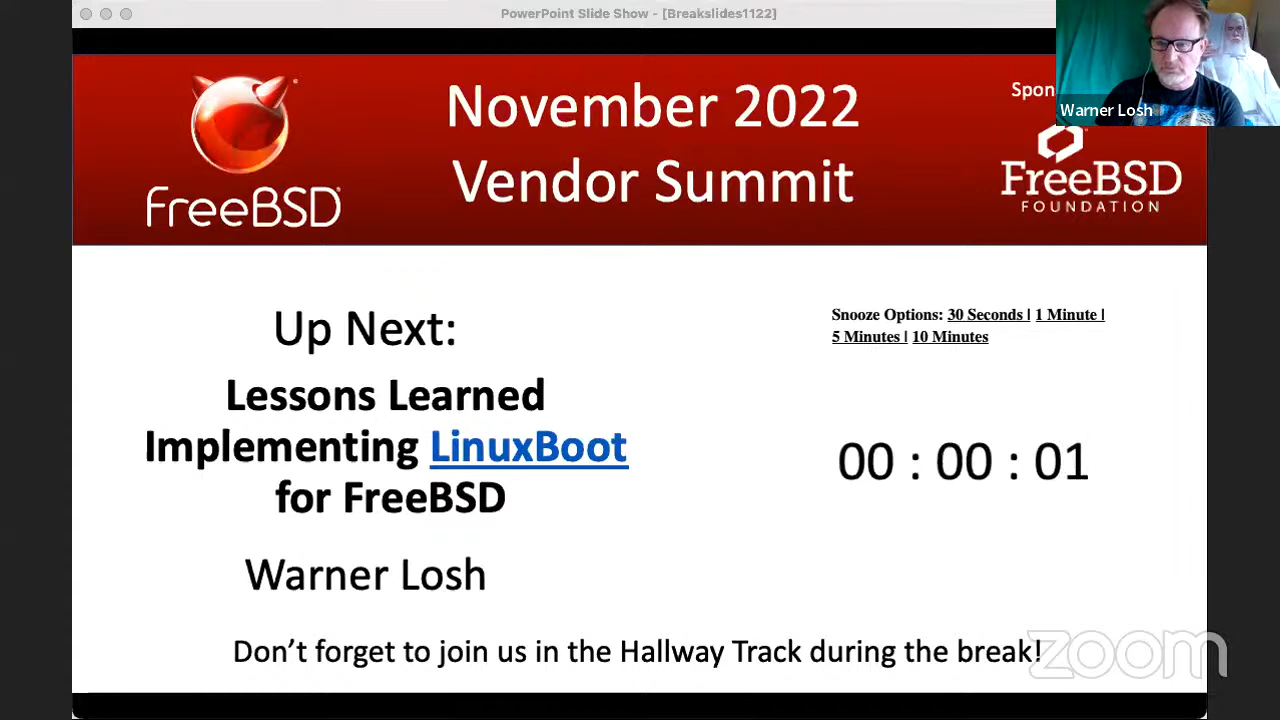 PowerPoint Slide Show - [Breakslides1122]
November 2022
Vendor Summit
Spon
Warner Losh
FreeBSD
FreeBSD
FOUNDATION
Up Next:
Lessons Learned
Implementing LinuxBoot
for FreeBSD
Warner Losh
Snooze Options: 30 Seconds | 1 Minute |
5 Minutes | 10 Minutes
00 : 00 : 01
Don’t forget to join us in the Hallway Track during the break!
zoom